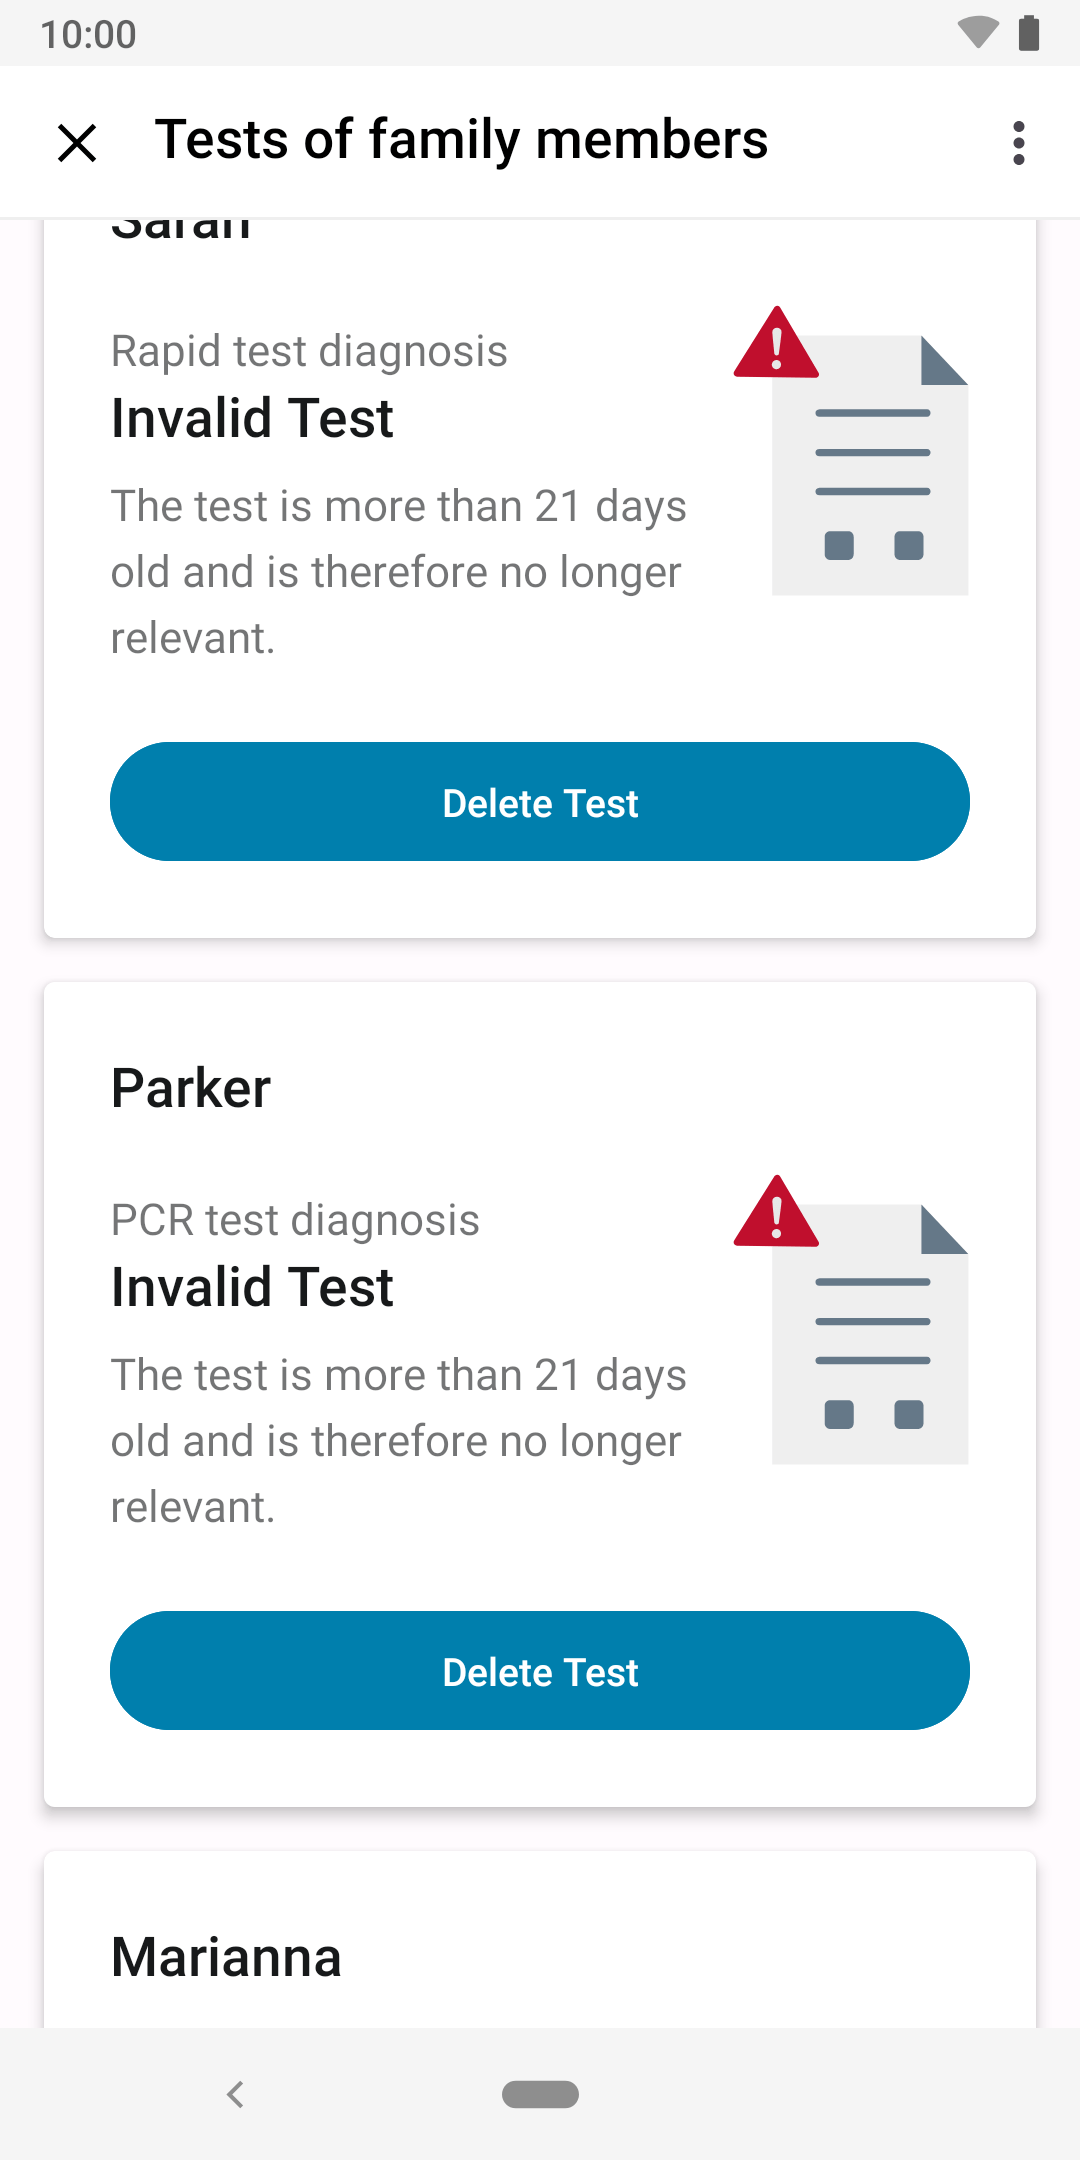 10:00
Tests of family members
Sarah
Rapid test diagnosis
Invalid Test
The test is more than 21 days
old and is therefore no longer
relevant.
Delete Test
Parker
PCR test diagnosis
Invalid Test
The test is more than 21 days
old and is therefore no longer
relevant.
Delete Test
Marianna